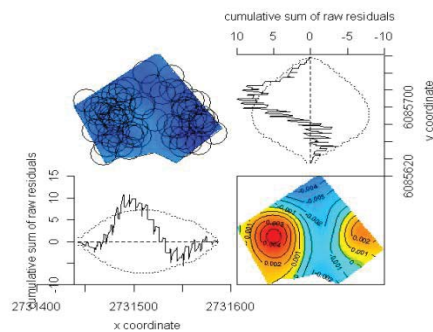 cumulative sum of raw residuals
10 5 0 -5 -10
6085700
6085620
y coordinate
cumulative sum of raw residuals
10
5
0
-5
-10
2731400 2731500 2731600
x coordinate